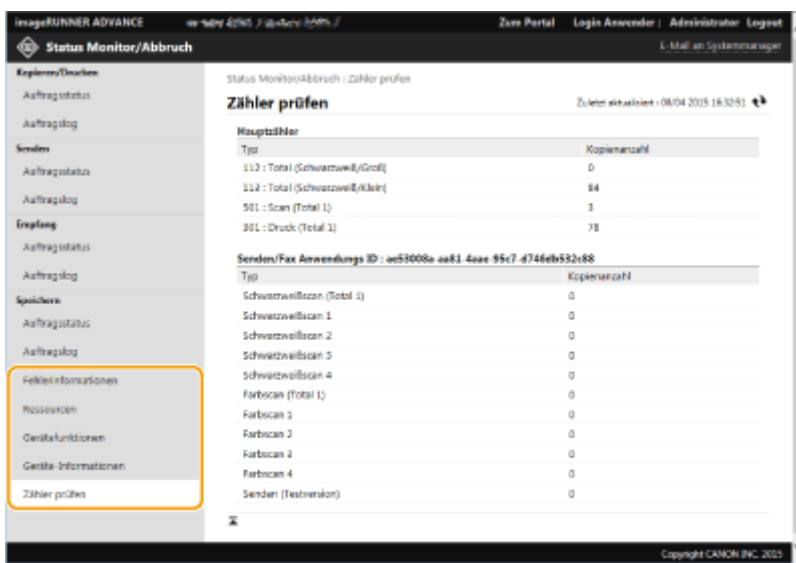 imageRUNNER ADVANCE
Zum Portal Login Anwender : Administrator Logout
Status Monitor/Abbruch
E-Mail an Systemmanager
Kopieren/Drucken
Auftragsstatus
Auftragslog
Senden
Auftragsstatus
Auftragslog
Empfang
Auftragsstatus
Auftragslog
Speichern
Auftragsstatus
Auftragslog
Fehlerinformationen
Ressourcen
Gerätefunktionen
Geräte-Informationen
Zähler prüfen
Status Monitor/Abbruch : Zähler prüfen
Zähler prüfen
Zuletzt aktualisiert : 08/04 2015 16:32:51
Hauptzähler
Typ Kopienanzahl
112 : Total (Schwarzweiß/Groß) 0
113 : Total (Schwarzweiß/Klein) 84
501 : Scan (Total 1) 3
301 : Druck (Total 1) 78
Senden/Fax Anwendungs ID : ae53008a-aa81-4aae-95c7-d746db532c88
Typ Kopienanzahl
Schwarzweißscan (Total 1) 0
Schwarzweißscan 1 0
Schwarzweißscan 2 0
Schwarzweißscan 3 0
Schwarzweißscan 4 0
Farbscan (Total 1) 0
Farbscan 1 0
Farbscan 2 0
Farbscan 3 0
Farbscan 4 0
Senden (Testversion) 0
Copyright CANON INC. 2015